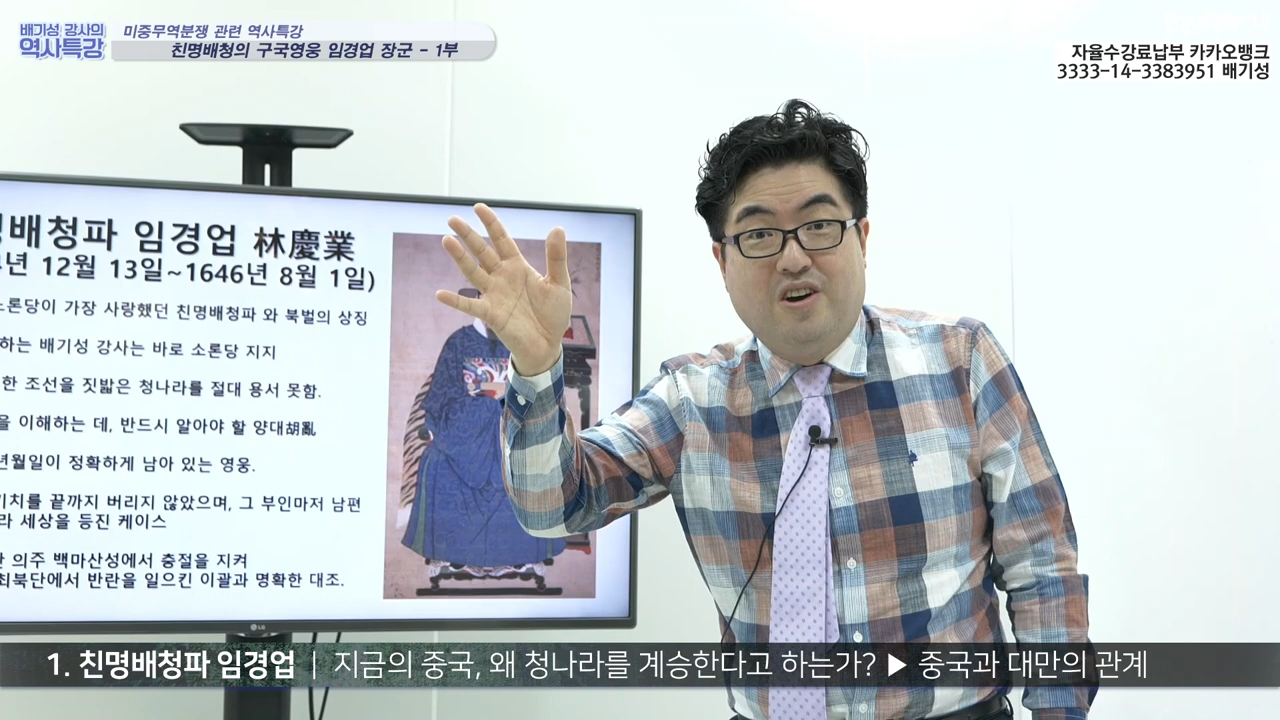 배기성 강사의
역사특강
미중무역분쟁 관련 역사특강
친명배청의 구국영웅 임경업 장군 - 1부
자율수강료납부 카카오뱅크
3333-14-3383951 배기성
배청파 임경업 林慶業
년 12월 13일~1646년 8월 1일)
소론당이 가장 사랑했던 친명배청파 와 북벌의 상징
하는 배기성 강사는 바로 소론당 지지
한 조선을 짓밟은 청나라를 절대 용서 못함.
을 이해하는 데, 반드시 알아야 할 양대胡亂
년월일이 정확하게 남아 있는 영웅.
기치를 끝까지 버리지 않았으며, 그 부인마저 남편
라 세상을 등진 케이스
의주 백마산성에서 충절을 지켜
최북단에서 반란을 일으킨 이괄과 명확한 대조.
LG
1. 친명배청파 임경업 | 지금의 중국, 왜 청나라를 계승한다고 하는가? ▶ 중국과 대만의 관계